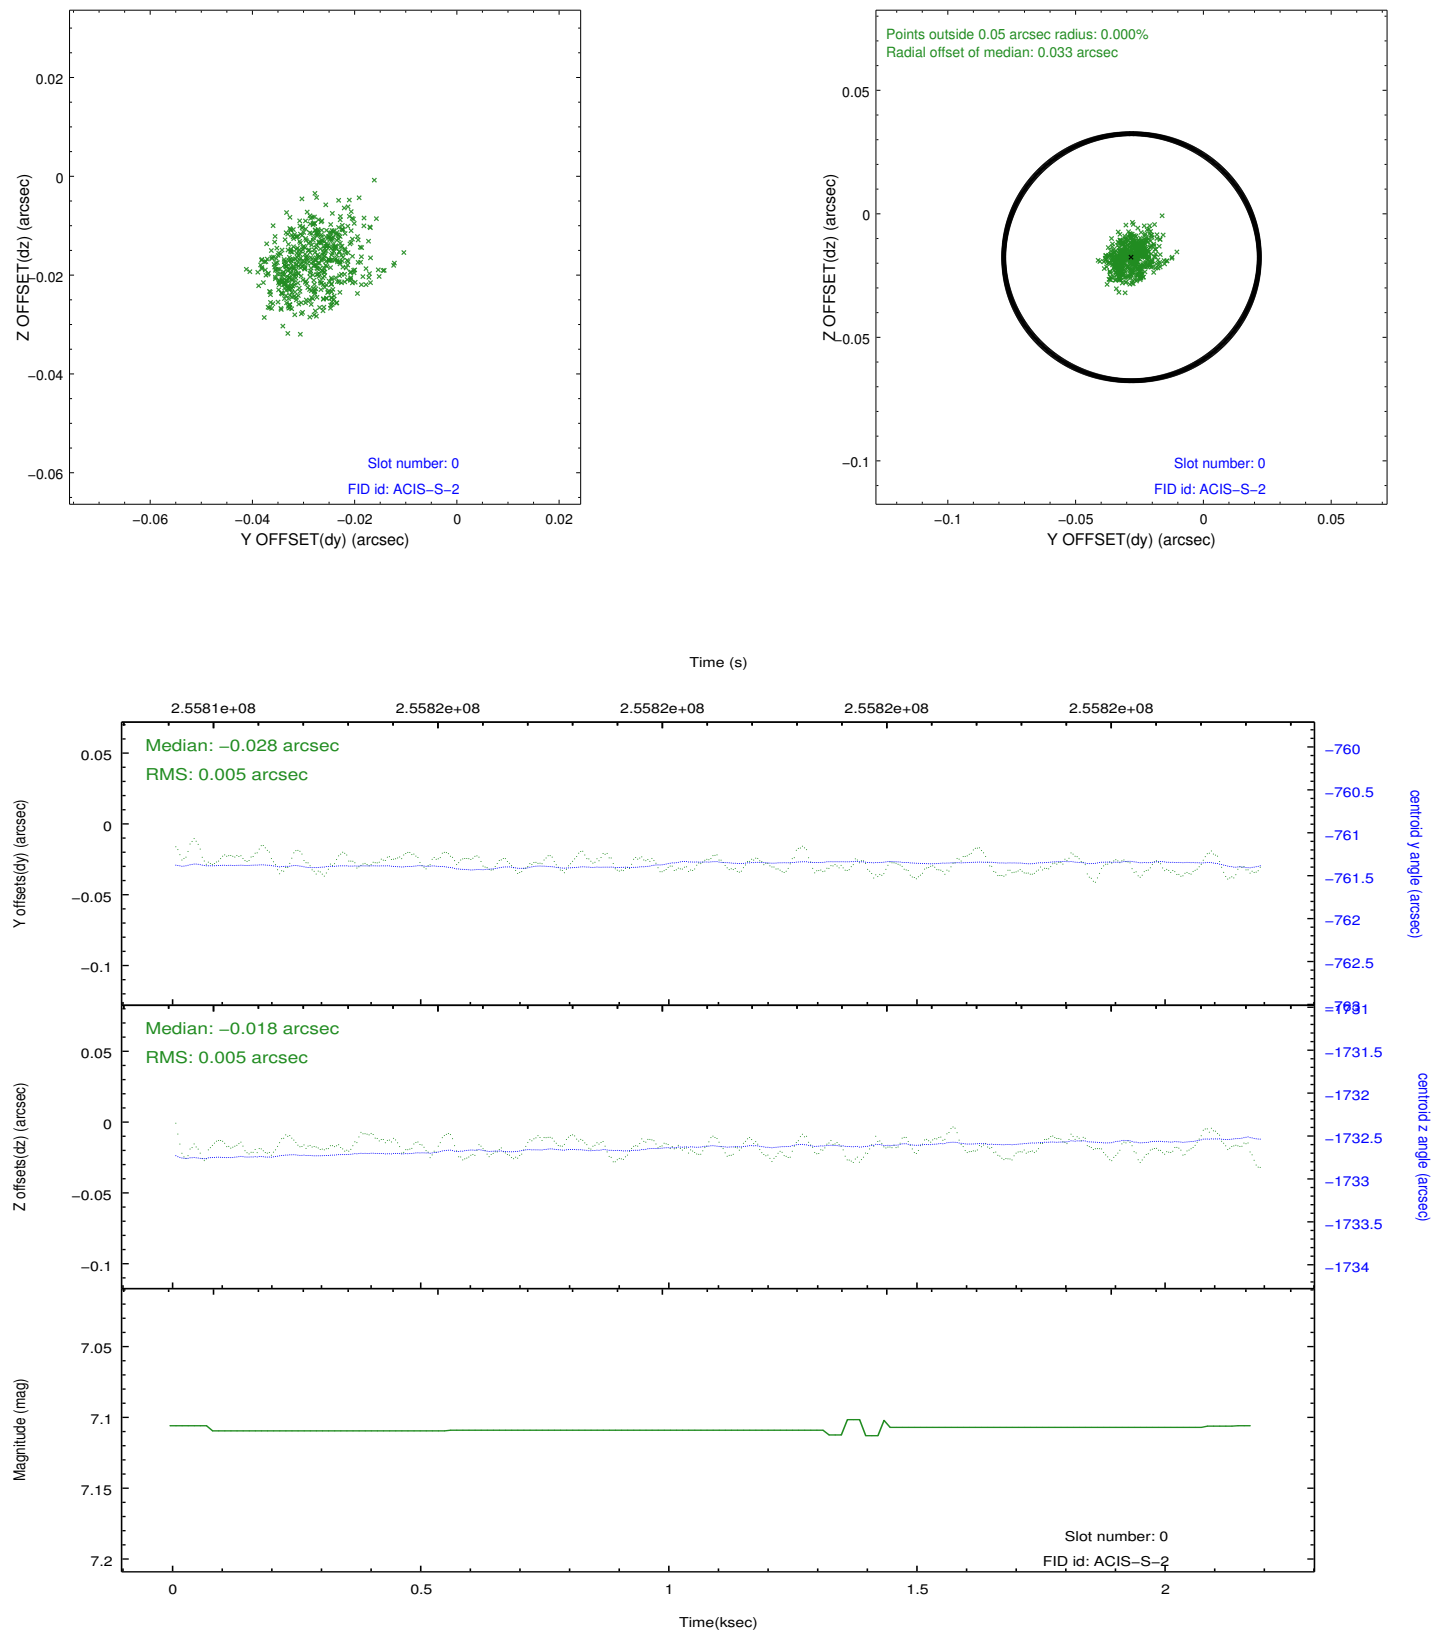 0.02
0
−0.02
−0.04
−0.06
Z OFFSET(dz) (arcsec)
Slot number: 0
FID id: ACIS−S−2
−0.06
−0.04
−0.02
0
0.02
Y OFFSET(dy) (arcsec)
Points outside 0.05 arcsec radius: 0.000%
Radial offset of median: 0.033 arcsec
0.05
0
−0.05
−0.1
Z OFFSET(dz) (arcsec)
Slot number: 0
FID id: ACIS−S−2
−0.1
−0.05
0
0.05
Y OFFSET(dy) (arcsec)
Time (s)
2.5581e+08
2.5582e+08
2.5582e+08
2.5582e+08
2.5582e+08
Median: −0.028 arcsec
RMS: 0.005 arcsec
0.05
0
−0.05
−0.1
Y offsets(dy) (arcsec)
−760
−760.5
−761
−761.5
−762
−762.5
−763
centroid y angle (arcsec)
Median: −0.018 arcsec
RMS: 0.005 arcsec
0.05
0
−0.05
−0.1
Z offsets(dz) (arcsec)
−1731
−1731.5
−1732
−1732.5
−1733
−1733.5
−1734
centroid z angle (arcsec)
7.05
7.1
7.15
7.2
Magnitude (mag)
Slot number: 0
FID id: ACIS−S−2
0
0.5
1
1.5
2
Time(ksec)